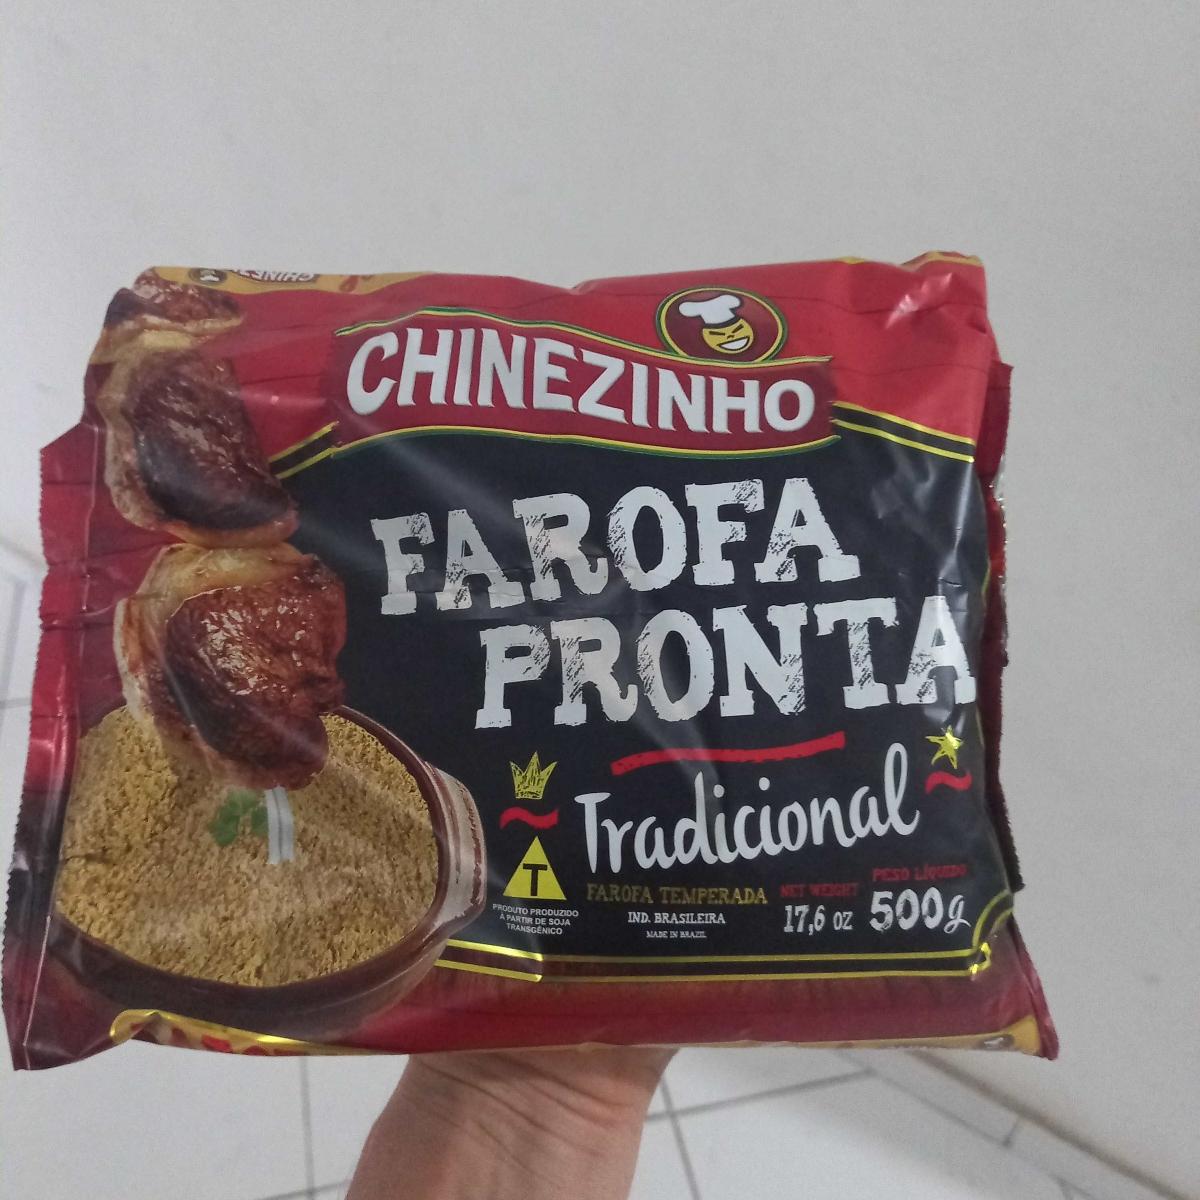 CHINEZINHO
FAROFA
PRONTA
Tradicional
FAROFA TEMPERADA
IND. BRASILEIRA
MADE IN BRAZIL
NET WEIGHT
17,6 OZ
PESO LÍQUIDO
500g
T
PRODUTO PRODUZIDO
À PARTIR DE SOJA
TRANSGÊNICO